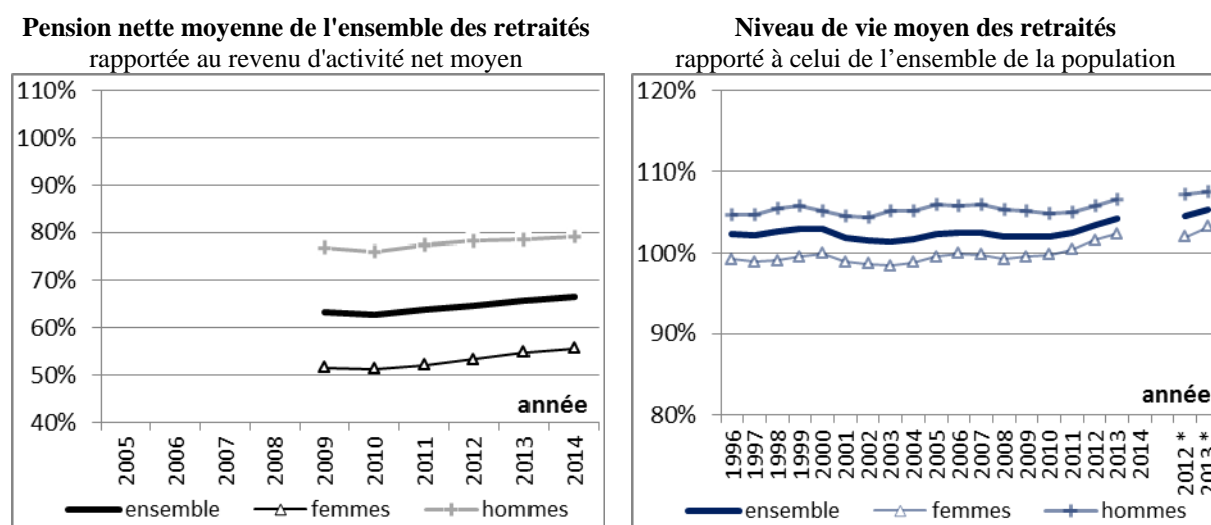 Pension nette moyenne de l'ensemble des retraités
rapportée au revenu d'activité net moyen
110%
100%
90%
80%
70%
60%
50%
40%
année
2005 2006 2007 2008 2009 2010 2011 2012 2013 2014
ensemble femmes hommes
Niveau de vie moyen des retraités
rapporté à celui de l’ensemble de la population
120%
110%
100%
90%
80%
année
1996 1997 1998 1999 2000 2001 2002 2003 2004 2005 2006 2007 2008 2009 2010 2011 2012 2013 2014 2012 * 2013 *
ensemble femmes hommes